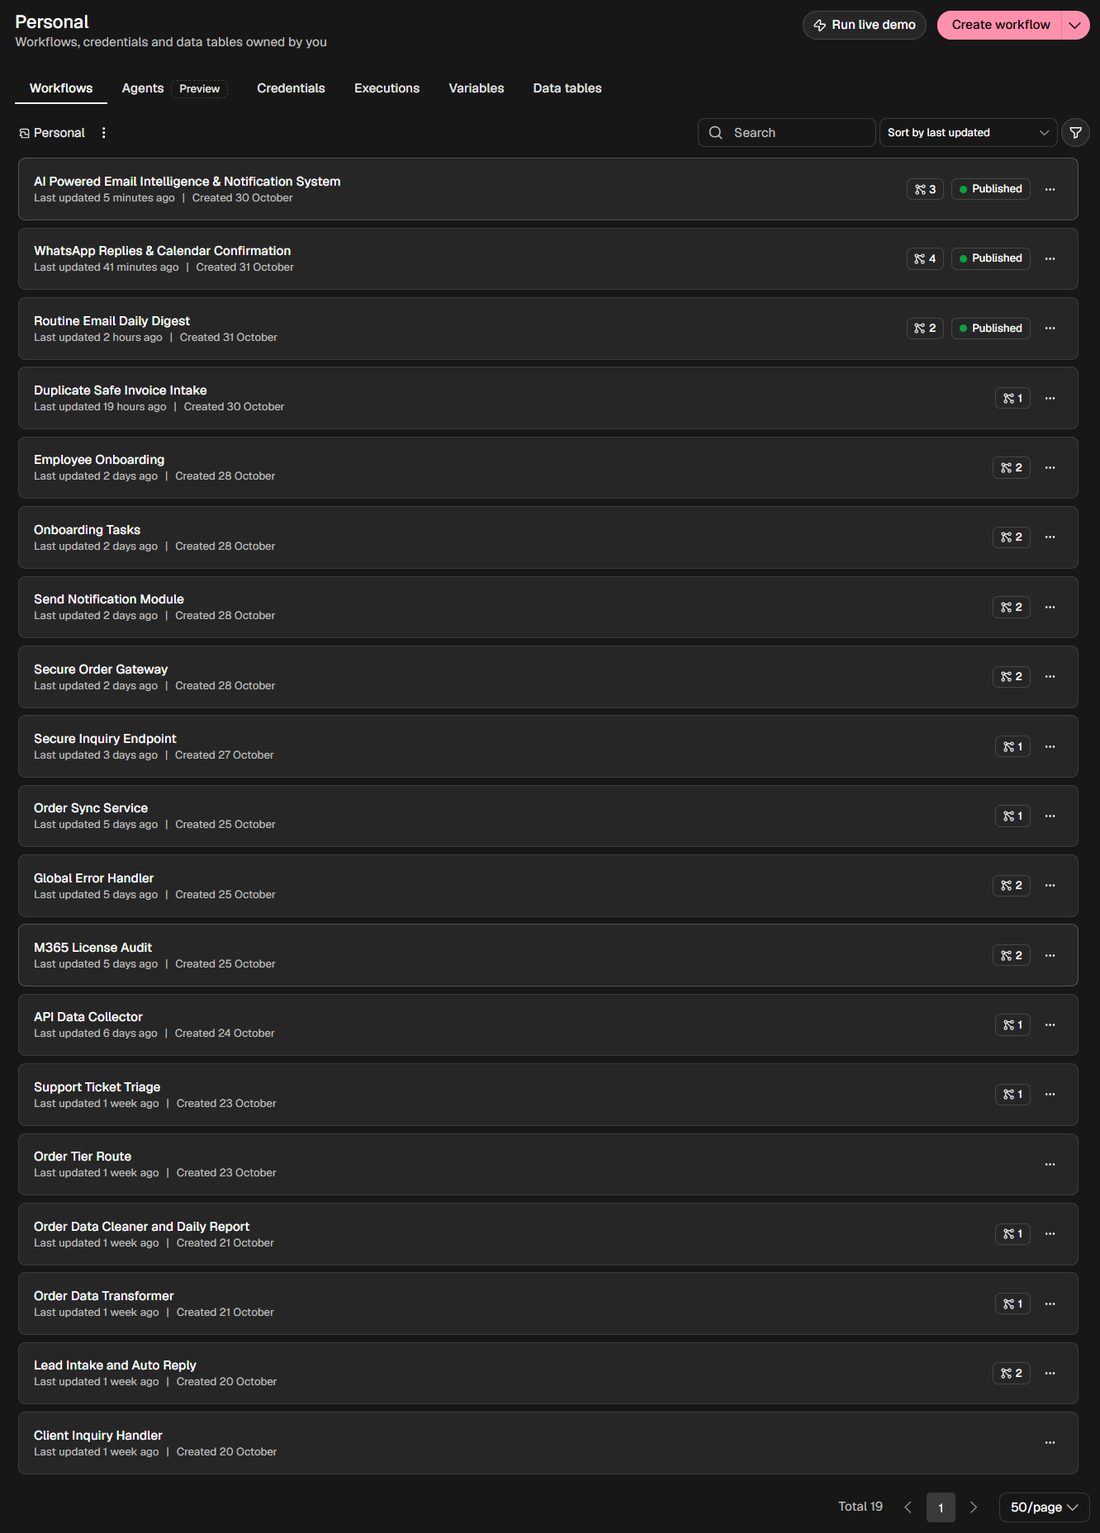 Personal
Workflows, credentials and data tables owned by you
Run live demo
Create workflow
Workflows
Agents Preview
Credentials
Executions
Variables
Data tables
Personal
Search
Sort by last updated
AI Powered Email Intelligence & Notification System
Last updated 5 minutes ago | Created 30 October
3 Published
WhatsApp Replies & Calendar Confirmation
Last updated 41 minutes ago | Created 31 October
4 Published
Routine Email Daily Digest
Last updated 2 hours ago | Created 31 October
2 Published
Duplicate Safe Invoice Intake
Last updated 19 hours ago | Created 30 October
1
Employee Onboarding
Last updated 2 days ago | Created 28 October
2
Onboarding Tasks
Last updated 2 days ago | Created 28 October
2
Send Notification Module
Last updated 2 days ago | Created 28 October
2
Secure Order Gateway
Last updated 2 days ago | Created 28 October
2
Secure Inquiry Endpoint
Last updated 3 days ago | Created 27 October
1
Order Sync Service
Last updated 5 days ago | Created 25 October
1
Global Error Handler
Last updated 5 days ago | Created 25 October
2
M365 License Audit
Last updated 5 days ago | Created 25 October
2
API Data Collector
Last updated 6 days ago | Created 24 October
1
Support Ticket Triage
Last updated 1 week ago | Created 23 October
1
Order Tier Route
Last updated 1 week ago | Created 23 October
Order Data Cleaner and Daily Report
Last updated 1 week ago | Created 21 October
1
Order Data Transformer
Last updated 1 week ago | Created 21 October
1
Lead Intake and Auto Reply
Last updated 1 week ago | Created 20 October
2
Client Inquiry Handler
Last updated 1 week ago | Created 20 October
Total 19
1
50/page